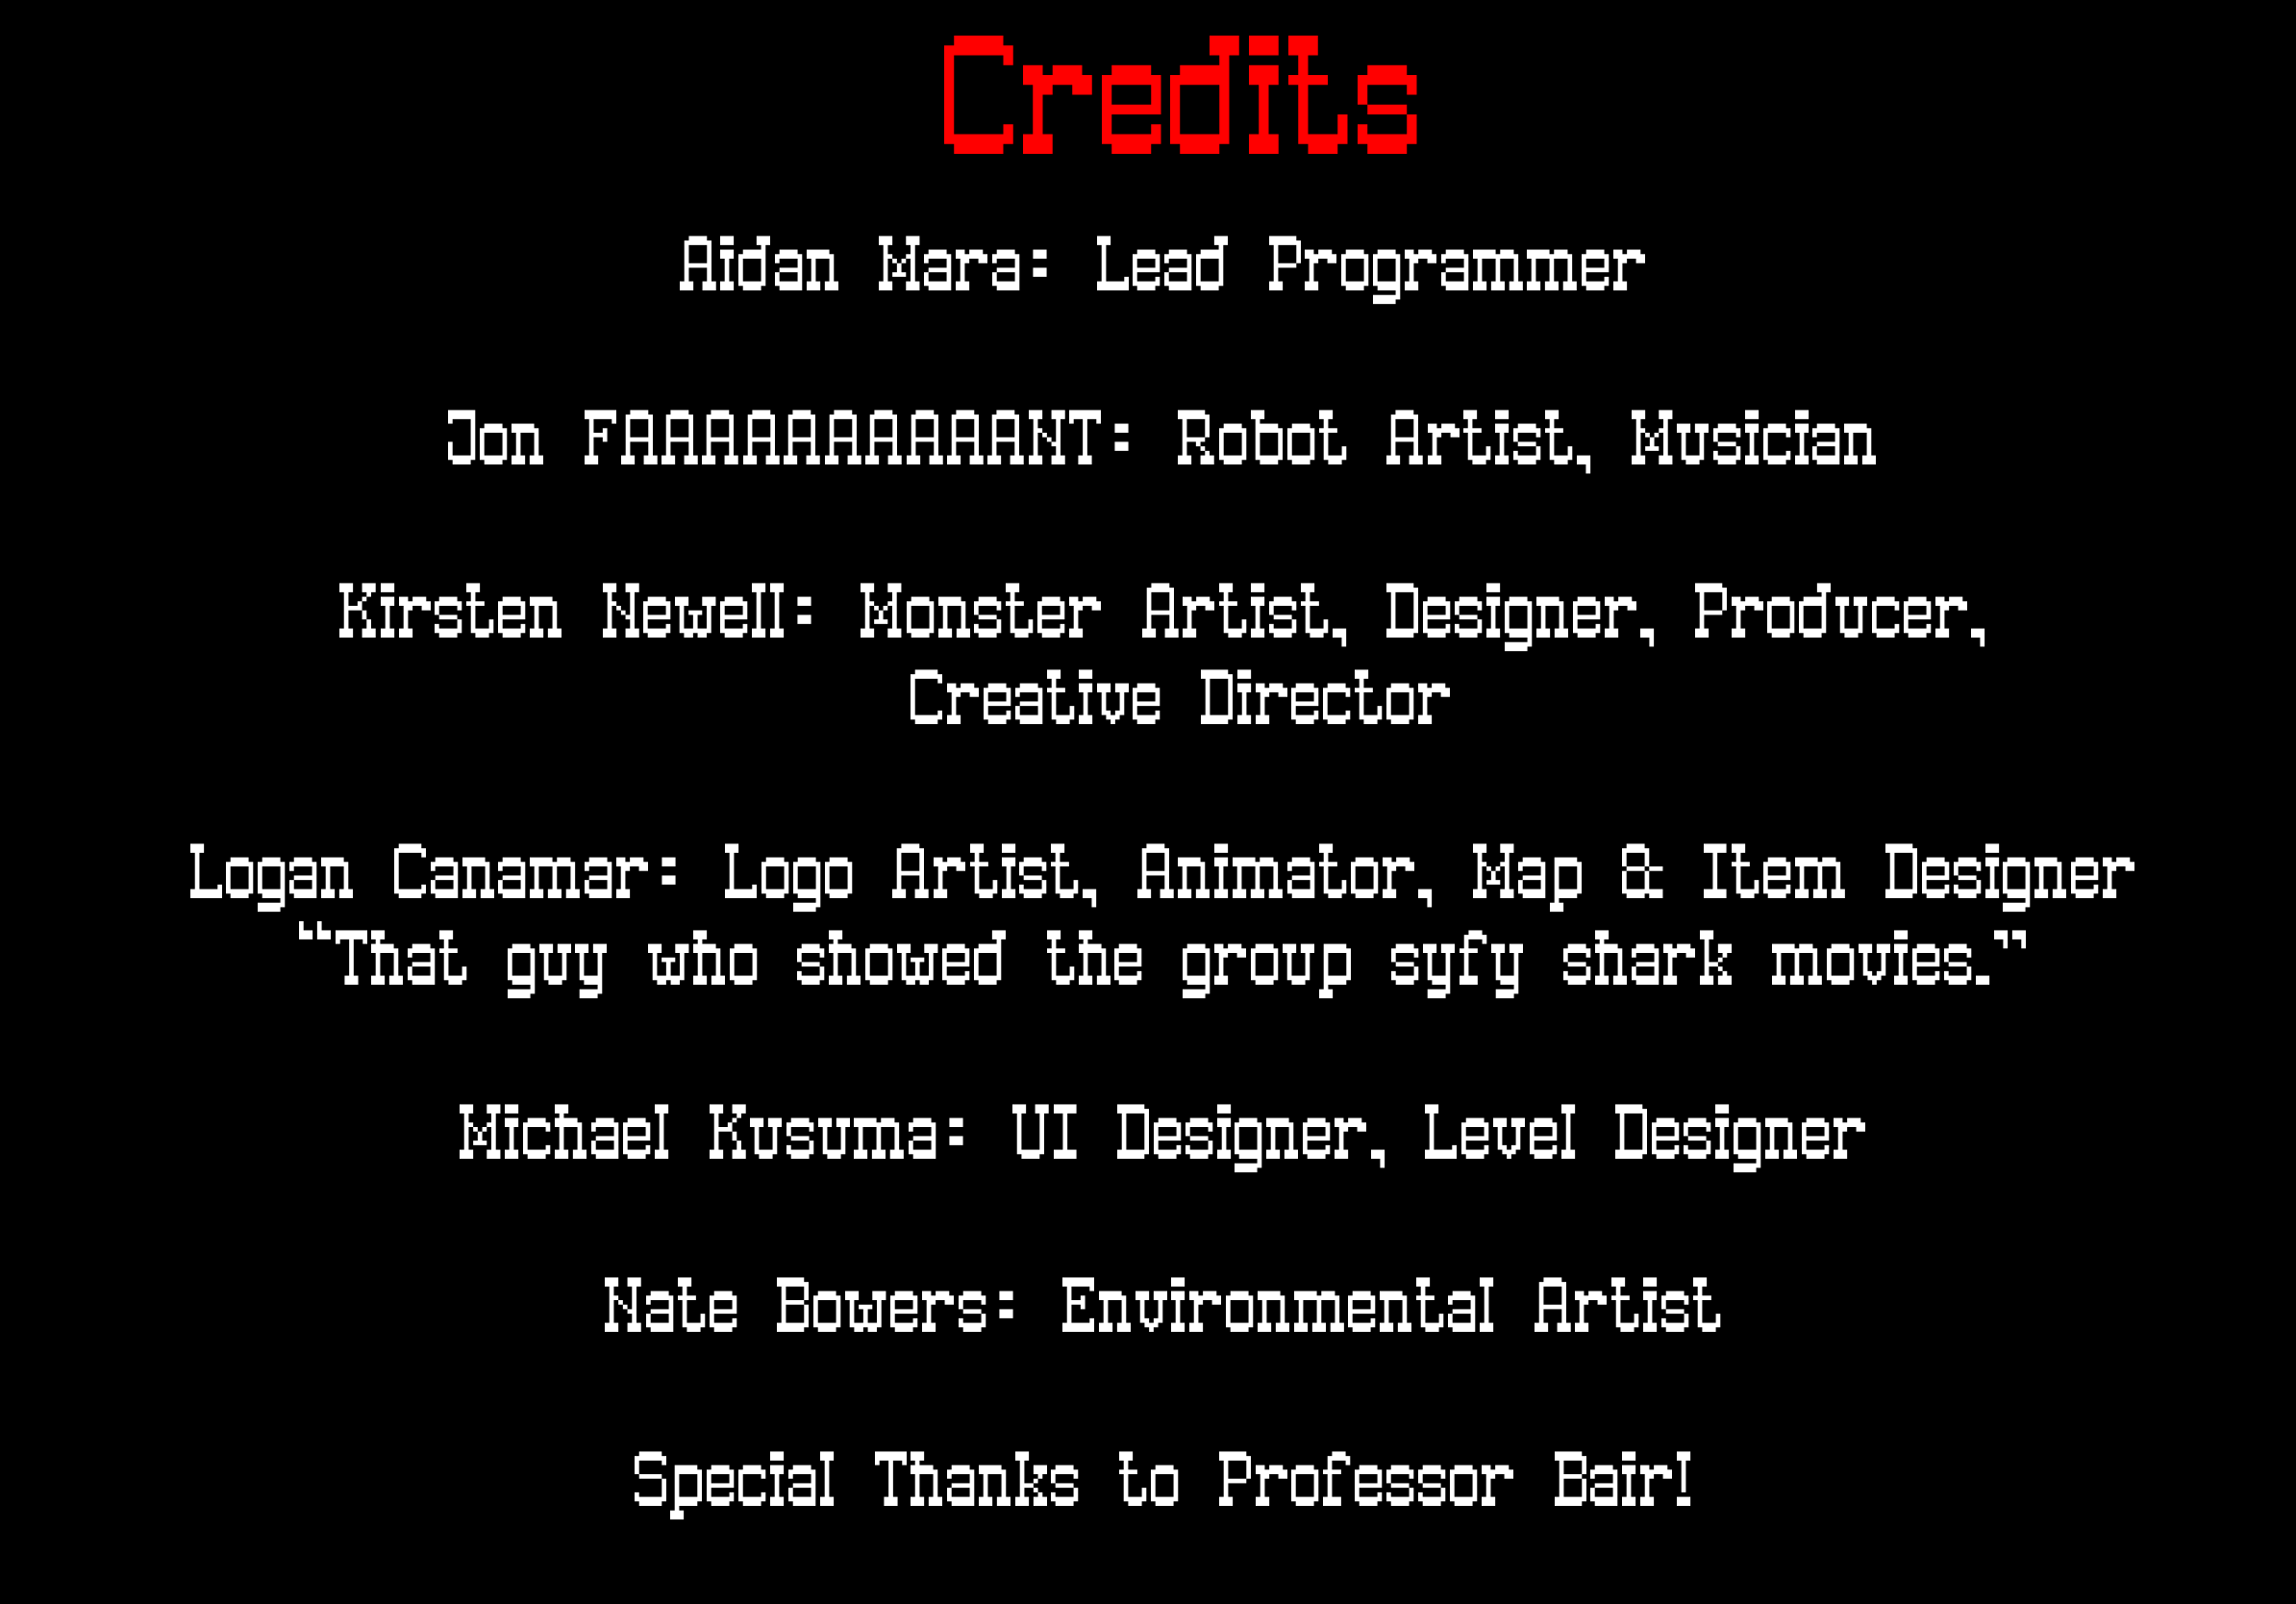 Credits
Aidan Mara: Lead Programmer
Jon FAAAAAAAAAANT: Robot Artist, Musician
Kirsten Newell: Monster Artist, Designer, Producer,
Creative Director
Logan Canamar: Logo Artist, Animator, Map & Item Designer
“That guy who showed the group syfy shark movies.”
Michael Kusuma: UI Designer, Level Designer
Nate Bowers: Environmental Artist
Special Thanks to Professor Bair!